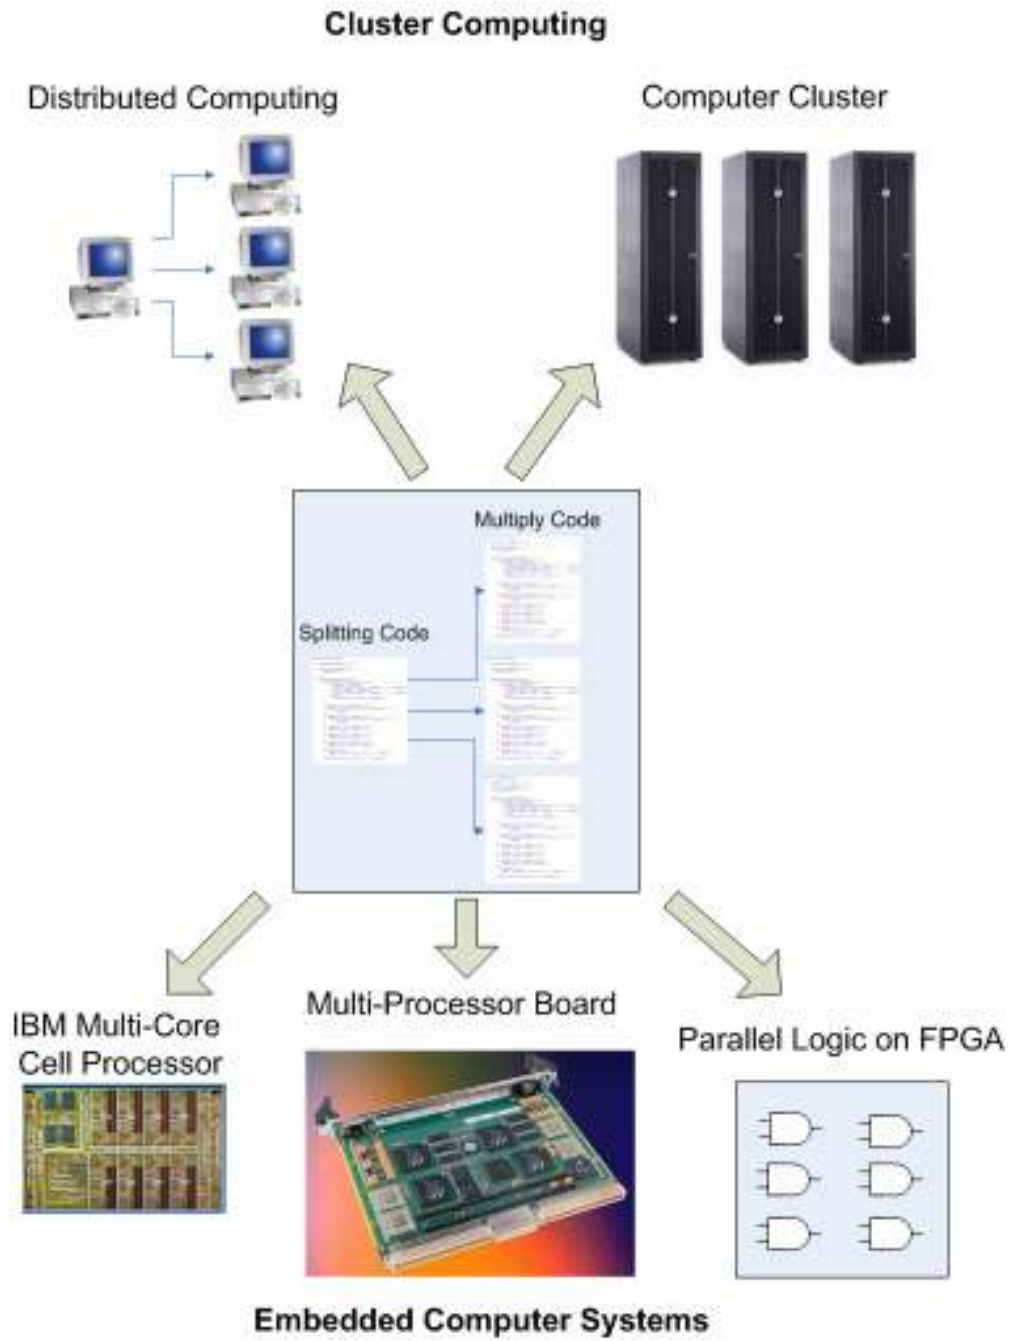 Cluster Computing
Distributed Computing
Computer Cluster
Multiply Code
Splitting Code
IBM Multi-Core
Cell Processor
Multi-Processor Board
Parallel Logic on FPGA
Embedded Computer Systems